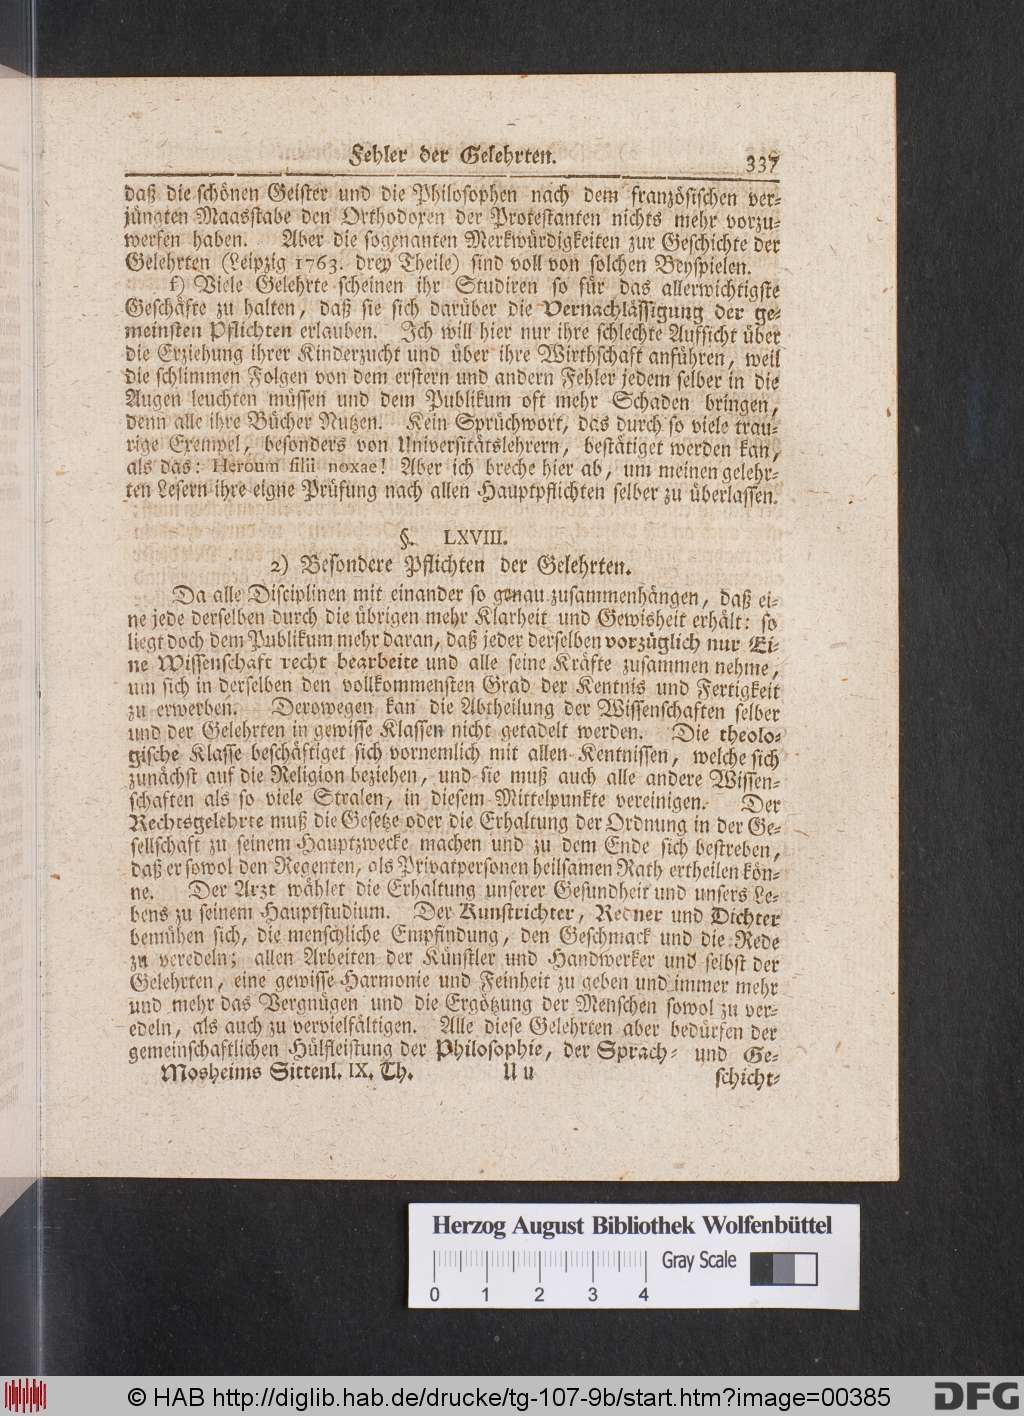 Fehler der Gelehrten. 337
daß die schönen Geister und die Philosophen nach dem französischen ver-
jüngten Maasstabe den Orthodoxen der Protestanten nichts mehr vorzu-
werfen haben. Aber die sogenanten Merkwürdigkeiten zur Geschichte der
Gelehrten (Leipzig 1763. drey Theile) sind voll von solchen Beyspielen.
f) Viele Gelehrte scheinen ihr Studiren so für das allerwichtigste
Geschäfte zu halten, daß sie sich darüber die Vernachlässigung der ge-
meinsten Pflichten erlauben. Ich will hier nur ihre schlechte Aufsicht über
die Erziehung ihrer Kinderzucht und über ihre Wirthschaft anführen, weil
die schlimmen Folgen von dem erstern und andern Fehler jedem selber in die
Augen leuchten müssen und dem Publikum oft mehr Schaden bringen,
denn alle ihre Bücher Nutzen. Kein Sprüchwort, das durch so viele trau-
rige Exempel, besonders von Universitätslehrern, bestätiget werden kan,
als das: Heroum filii noxae! Aber ich breche hier ab, um meinen gelehr-
ten Lesern ihre eigne Prüfung nach allen Hauptpflichten selber zu überlassen.
§. LXVIII.
2) Besondere Pflichten der Gelehrten.
Da alle Disciplinen mit einander so genau zusammenhängen, daß ei-
ne jede derselben durch die übrigen mehr Klarheit und Gewisheit erhält: so
liegt doch dem Publikum mehr daran, daß jeder derselben vorzüglich nur Ei-
ne Wissenschaft recht bearbeite und alle seine Kräfte zusammen nehme,
um sich in derselben den vollkommensten Grad der Kentnis und Fertigkeit
zu erwerben. Derowegen kan die Abtheilung der Wissenschaften selber
und der Gelehrten in gewisse Klassen nicht getadelt werden. Die theolo-
gische Klasse beschäftiget sich vornemlich mit allen Kentnissen, welche sich
zunächst auf die Religion beziehen, und sie muß auch alle andere Wissen-
schaften als so viele Stralen, in diesem Mittelpunkte vereinigen. Der
Rechtsgelehrte muß die Gesetze oder die Erhaltung der Ordnung in der Ge-
sellschaft zu seinem Hauptzwecke machen und zu dem Ende sich bestreben,
daß er sowol den Regenten, als Privatpersonen heilsamen Rath ertheilen kön-
ne. Der Arzt wählet die Erhaltung unserer Gesundheit und unsers Le-
bens zu seinem Hauptstudium. Der Kunstrichter, Redner und Dichter
bemühen sich, die menschliche Empfindung, den Geschmack und die Rede
zu veredeln; allen Arbeiten der Künstler und Handwerker und selbst der
Gelehrten, eine gewisse Harmonie und Feinheit zu geben und immer mehr
und mehr das Vergnügen und die Ergötzung der Menschen sowol zu ver-
edeln, als auch zu vervielfältigen. Alle diese Gelehrten aber bedürfen der
gemeinschaftlichen Hülfleistung der Philosophie, der Sprach- und Ge-
Mosheims Sittenl. IX. Th. U u schicht-
Herzog August Bibliothek Wolfenbüttel
Gray Scale
0 1 2 3 4
© HAB http://diglib.hab.de/drucke/tg-107-9b/start.htm?image=00385
DFG